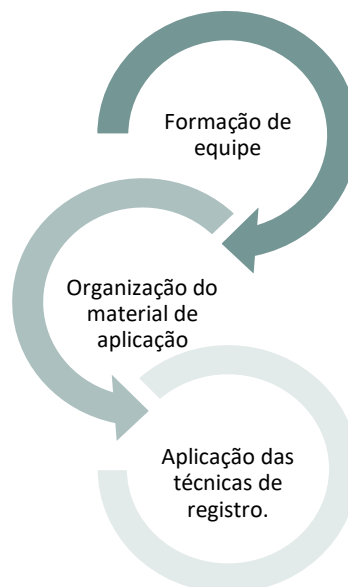 Formação de
equipe
Organização do
material de
aplicação
Aplicação das
técnicas de
registro.